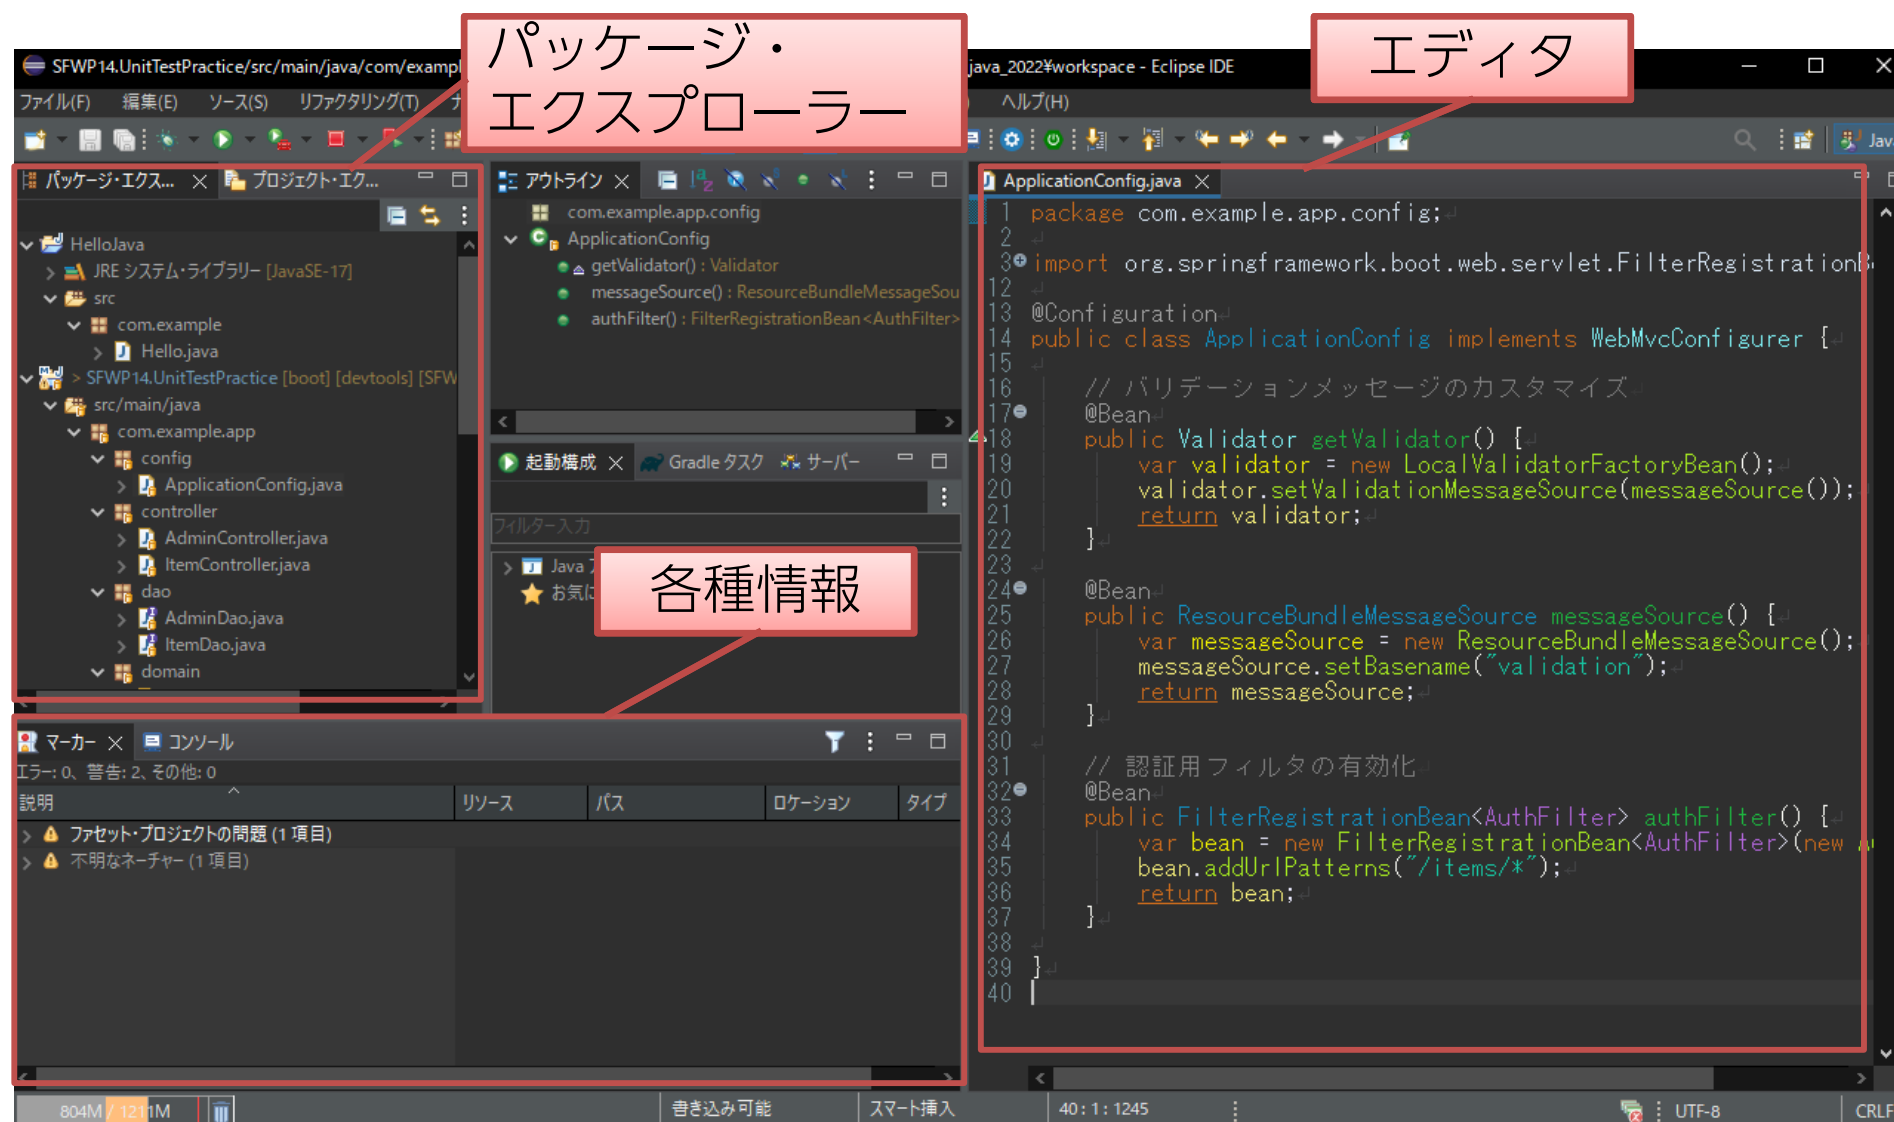 パッケージ・
エクスプローラー
エディタ
SFWP14.UnitTestPractice/src/main/java/com/examp
java_2022¥workspace - Eclipse IDE
ファイル(F) 編集(E) ソース(S) リファクタリング(T)
ヘルプ(H)
Jav
パッケージ・エクス... プロジェクト・エク...
HelloJava
JRE システム・ライブラリー [JavaSE-17]
src
com.example
Hello.java
> SFWP14.UnitTestPractice [boot] [devtools] [SFW
src/main/java
com.example.app
config
ApplicationConfig.java
controller
AdminController.java
ItemController.java
dao
AdminDao.java
ItemDao.java
domain
アウトライン
com.example.app.config
ApplicationConfig
getValidator() : Validator
messageSource() : ResourceBundleMessageSou
authFilter() : FilterRegistrationBean<AuthFilter>
起動構成 Gradle タスク サーバー
フィルター入力
Java
お気に
各種情報
マーカー コンソール
エラー: 0、警告: 2、その他: 0
説明 リソース パス ロケーション タイプ
ファセット・プロジェクトの問題 (1 項目)
不明なネーチャー (1 項目)
ApplicationConfig.java
1 package com.example.app.config;
2
3 import org.springframework.boot.web.servlet.FilterRegistrationB
12
13 @Configuration
14 public class ApplicationConfig implements WebMvcConfigurer {
15
16 // バリデーションメッセージのカスタマイズ
17 @Bean
18 public Validator getValidator() {
19 var validator = new LocalValidatorFactoryBean();
20 validator.setValidationMessageSource(messageSource());
21 return validator;
22 }
23
24 @Bean
25 public ResourceBundleMessageSource messageSource() {
26 var messageSource = new ResourceBundleMessageSource();
27 messageSource.setBasename("validation");
28 return messageSource;
29 }
30
31 // 認証用フィルタの有効化
32 @Bean
33 public FilterRegistrationBean<AuthFilter> authFilter() {
34 var bean = new FilterRegistrationBean<AuthFilter>(new
35 bean.addUrlPatterns("/items/*");
36 return bean;
37 }
38
39 }
40
804M / 1211M 書き込み可能 スマート挿入 40 : 1 : 1245 UTF-8 CRLF